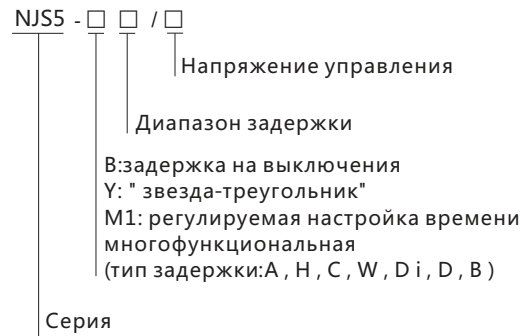 NJS5 - □ □ / □
Напряжение управления
Диапазон задержки
B:задержка на выключения
Y: " звезда-треугольник"
M1: регулируемая настройка времени
многофункциональная
(тип задержки:A , H , C , W , D i , D , B )
Серия